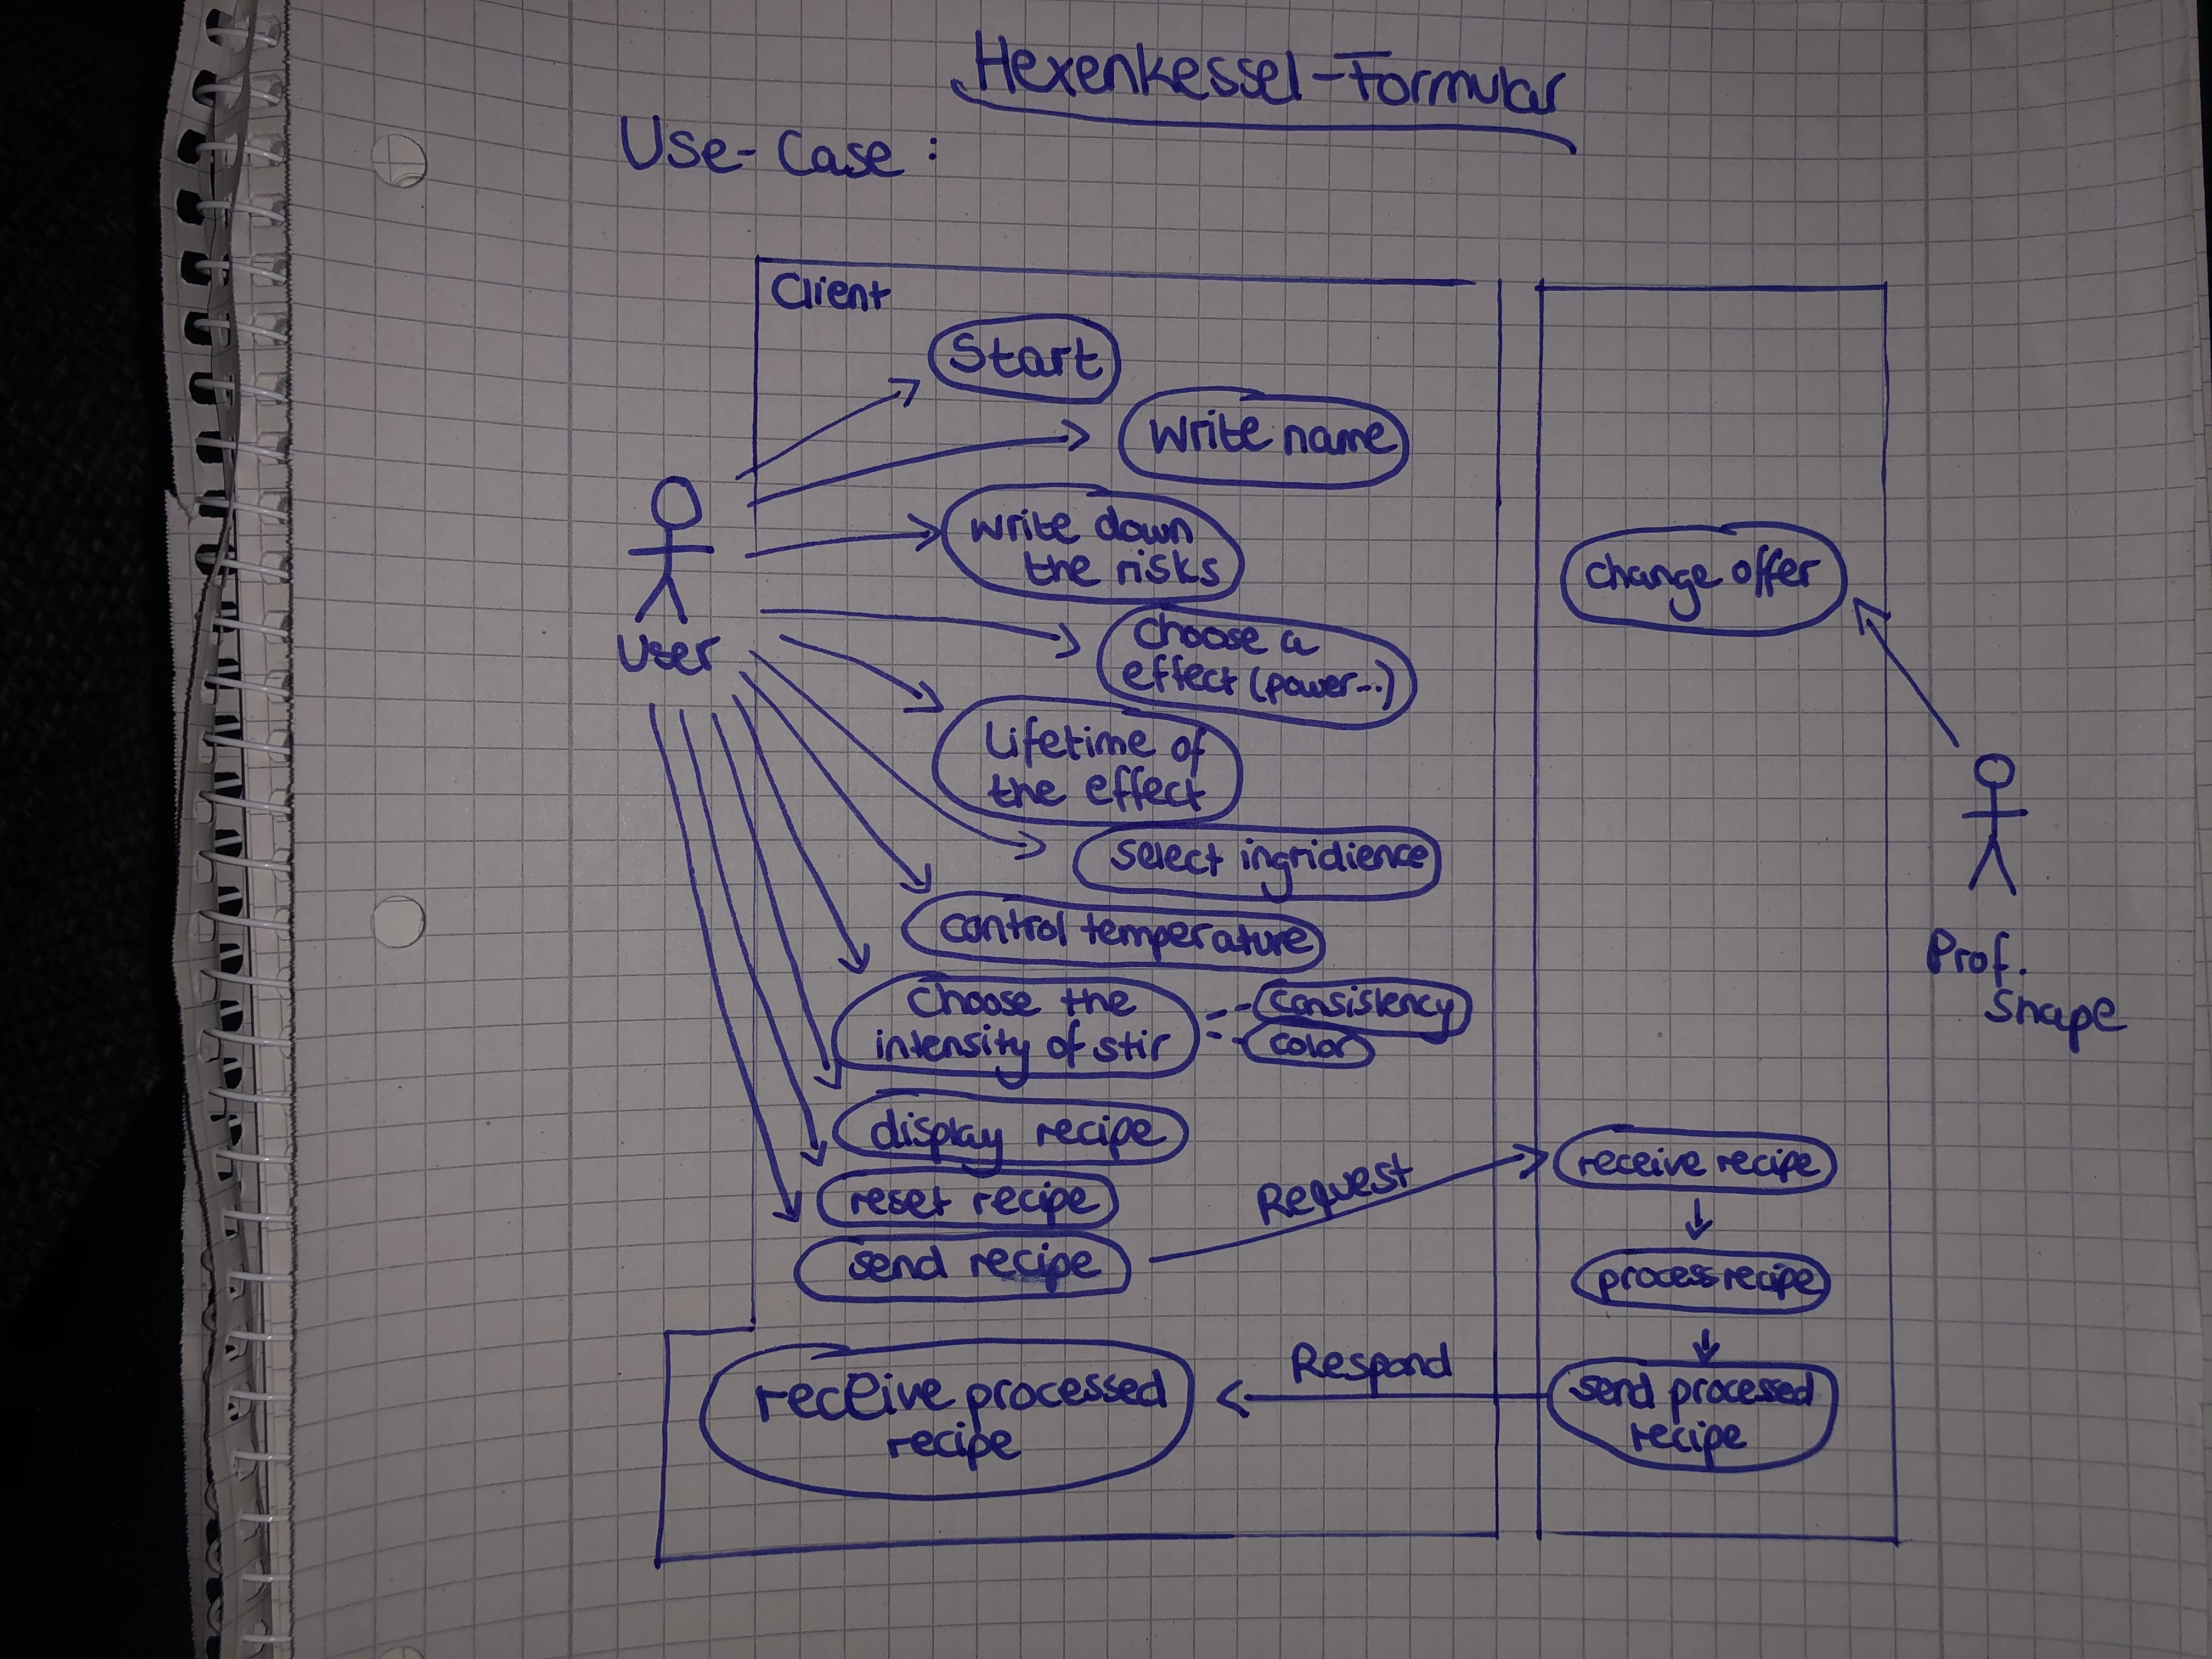 Use-Case:
Hexenkessel-Formular
Client
User
Start
Write name
Write down
the risks
Choose a
effect (power...)
Lifetime of
the effect
Select ingridience
control temperature
Choose the
intensity of stir
Consistency
Color
display recipe
reset recipe
send recipe
Request
receive processed
recipe
Respond
change offer
receive recipe
process recipe
send processed
recipe
Prof.
Snape